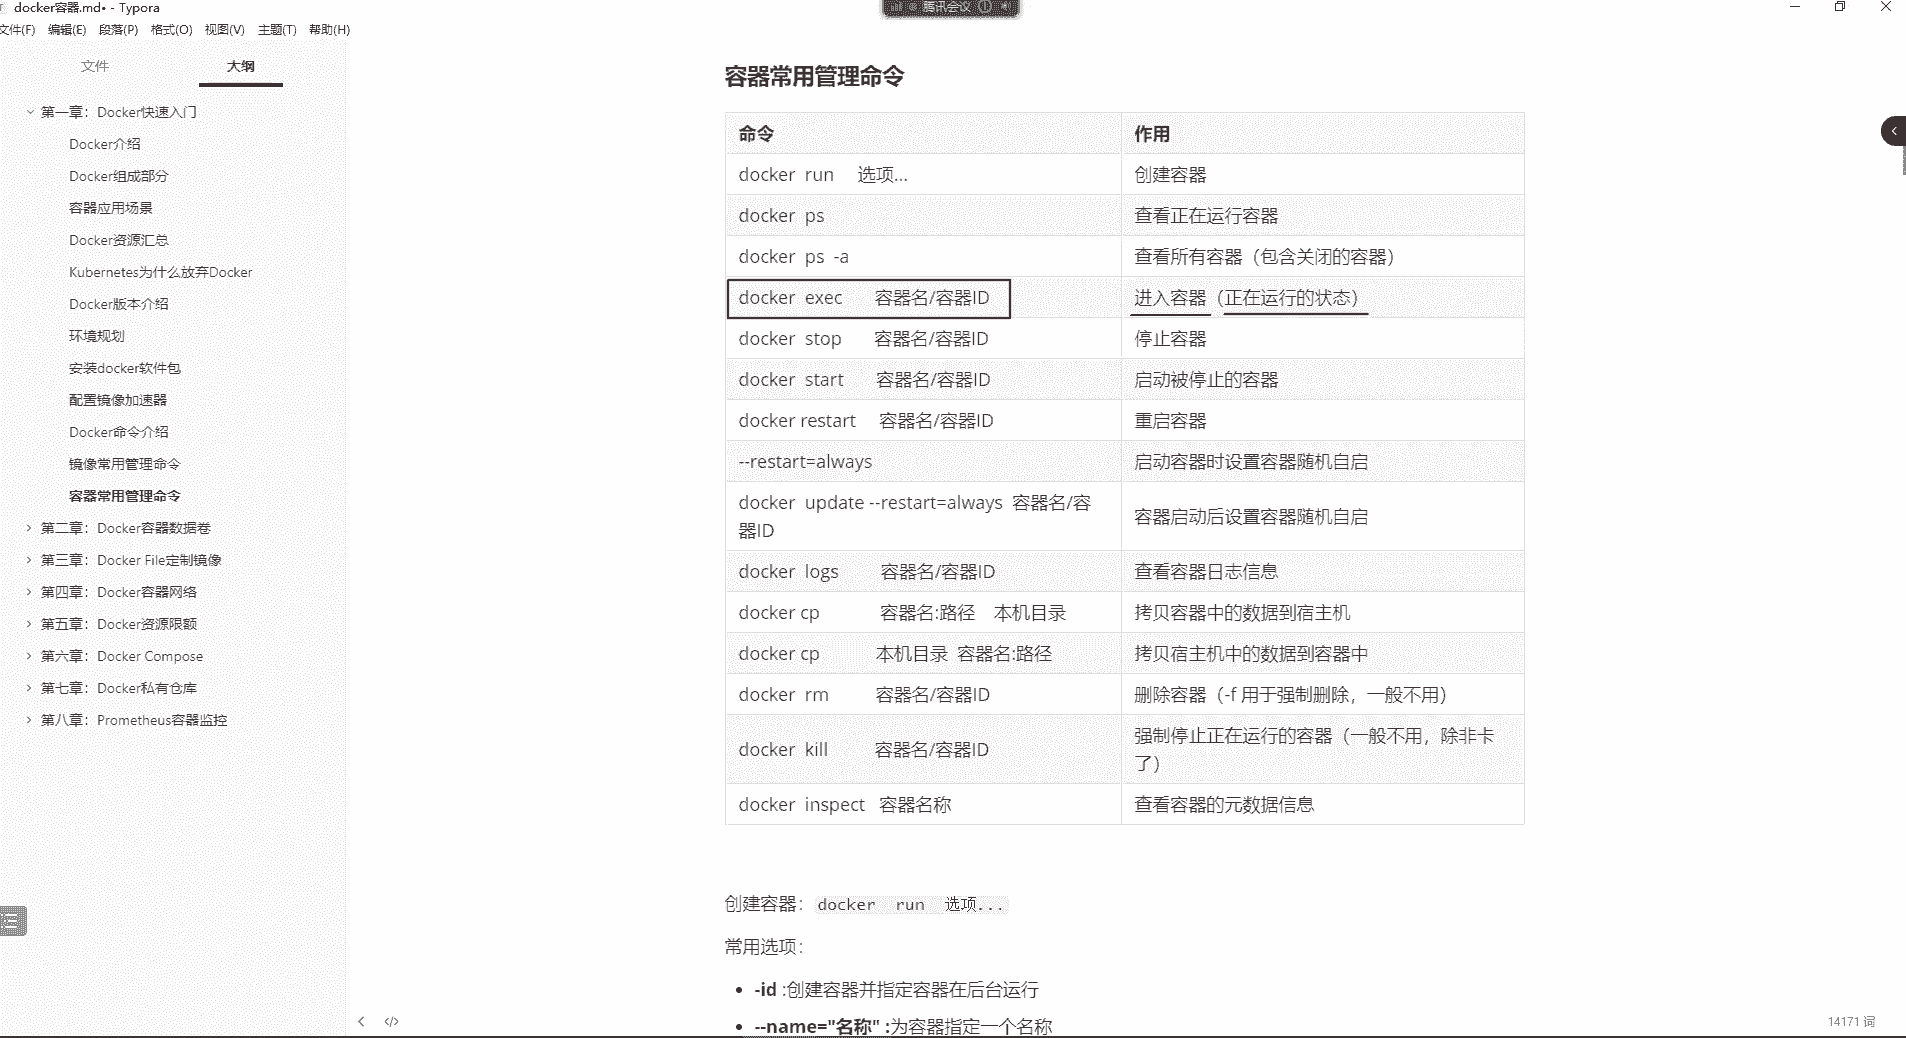 docker容器.md• - Typora
腾讯会议
文件(F) 编辑(E) 段落(P) 格式(O) 视图(V) 主题(T) 帮助(H)
文件 大纲
第一章：Docker快速入门
Docker介绍
Docker组成部分
容器应用场景
Docker资源汇总
Kubernetes为什么放弃Docker
Docker版本介绍
环境规划
安装docker软件包
配置镜像加速器
Docker命令介绍
镜像常用管理命令
容器常用管理命令
第二章：Docker容器数据卷
第三章：Docker File定制镜像
第四章：Docker容器网络
第五章：Docker资源限额
第六章：Docker Compose
第七章：Docker私有仓库
第八章：Prometheus容器监控
容器常用管理命令
命令 作用
docker run 选项... 创建容器
docker ps 查看正在运行容器
docker ps -a 查看所有容器（包含关闭的容器）
docker exec 容器名/容器ID 进入容器（正在运行的状态）
docker stop 容器名/容器ID 停止容器
docker start 容器名/容器ID 启动被停止的容器
docker restart 容器名/容器ID 重启容器
--restart=always 启动容器时设置容器随机自启
docker update --restart=always 容器名/容
器ID 容器启动后设置容器随机自启
docker logs 容器名/容器ID 查看容器日志信息
docker cp 容器名:路径 本机目录 拷贝容器中的数据到宿主机
docker cp 本机目录 容器名:路径 拷贝宿主机中的数据到容器中
docker rm 容器名/容器ID 删除容器（-f 用于强制删除，一般不用）
docker kill 容器名/容器ID 强制停止正在运行的容器（一般不用，除非卡
了）
docker inspect 容器名称 查看容器的元数据信息
创建容器：docker run 选项...
常用选项：
• -id :创建容器并指定容器在后台运行
• --name="名称" :为容器指定一个名称
14171 词